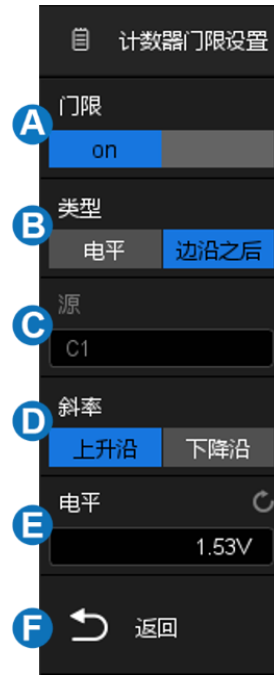 计数器门限设置
A
门限
on
B
类型
电平 边沿之后
C
源
C1
D
斜率
上升沿 下降沿
E
电平
1.53V
F
返回